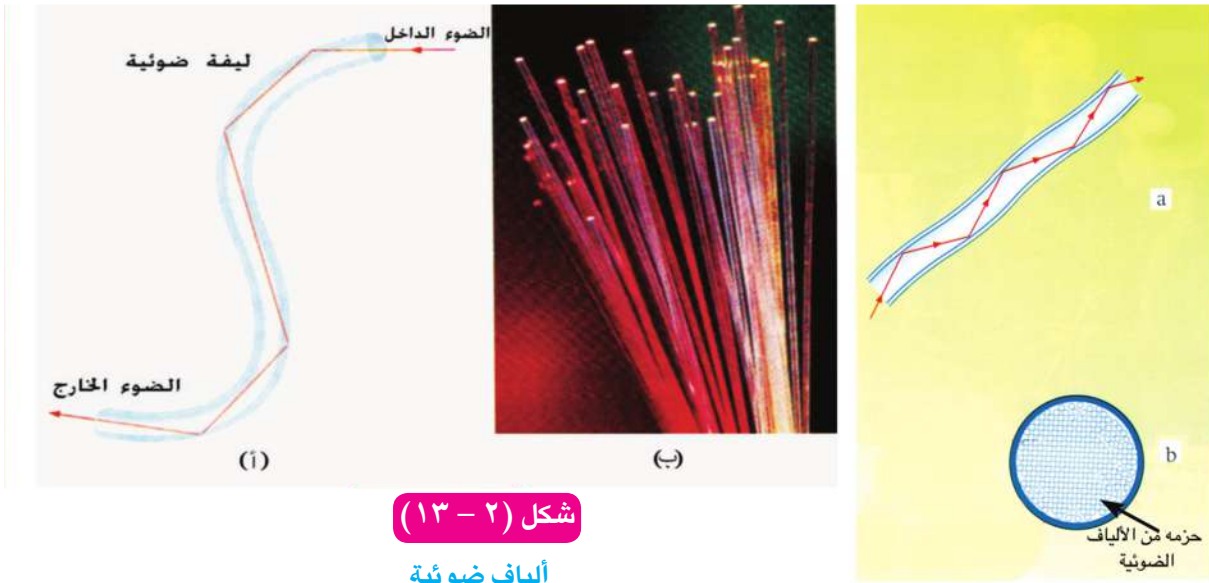 الضوء الداخل
ليفة ضوئية
الضوء الخارج
(أ)
(ب)
a
b
حزمه من الألياف
الضوئية
شكل (٢ – ١٣)
ألياف ضوئية